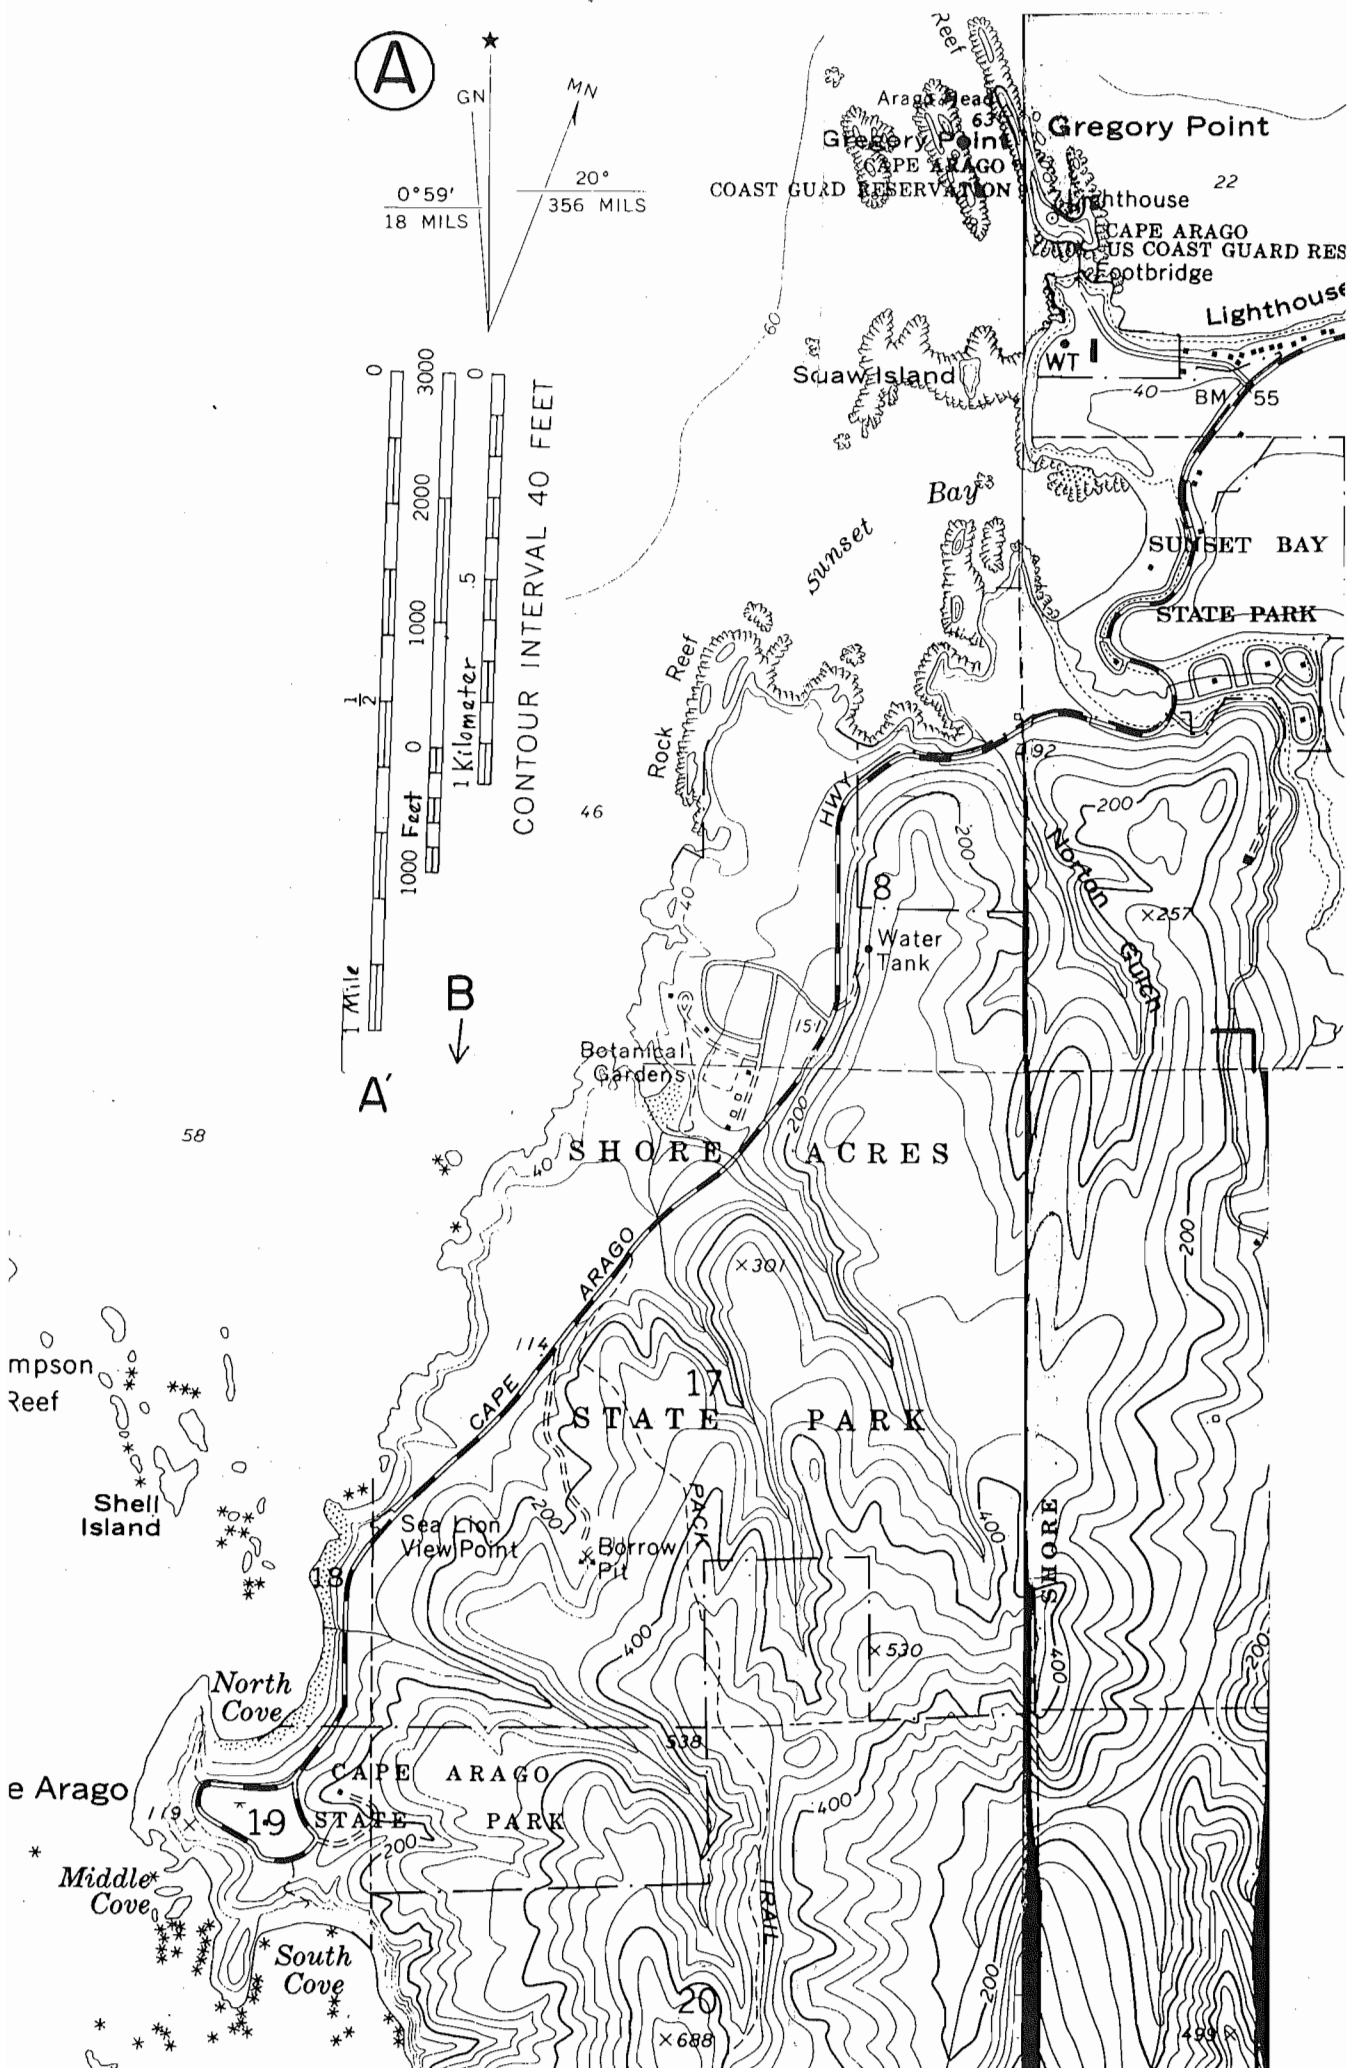 A
GN
MN
0°59'
18 MILS
20°
356 MILS
Reef
Arago Head
63
Gregory Point
CAPE ARAGO
COAST GUARD RESERVATION
Gregory Point
22
Lighthouse
CAPE ARAGO
US COAST GUARD RES
Footbridge
Lighthouse
60
WT
Squaw Island
40
BM 55
0
3000
0
2000
1000
.5
1/2
0
1 Kilometer
1000 Feet
1 Mile
CONTOUR INTERVAL 40 FEET
Sunset Bay
SUNSET BAY
STATE PARK
Rock Reef
46
HWY
92
200
200
Norton Gulch
8
×257
40
Water
Tank
B
A'
151
Botanical
Gardens
58
200
SHORE ACRES
40
200
ARAGO
×301
114
mpson
Reef
CAPE
17
STATE PARK
Shell
Island
200
Sea Lion
View Point
PACK
Borrow
Pit
400
SHORE
18
400
×530
400
200
North
Cove
538
CAPE ARAGO
STATE PARK
e Arago
119
19
400
200
Middle
Cove
TRAIL
South
Cove
200
20
×688
499×